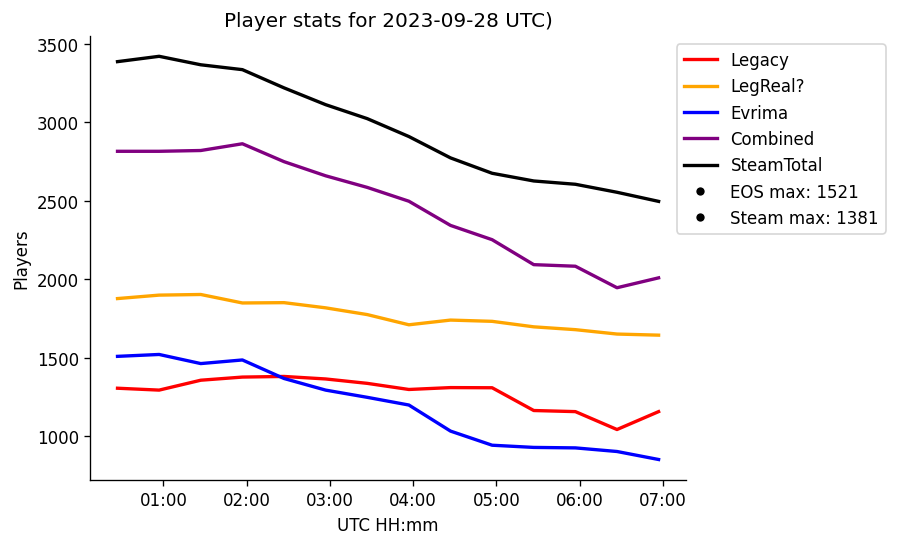 Player stats for 2023-09-28 UTC)
3500
3000
2500
2000
1500
1000
Players
01:00
02:00
03:00
04:00
05:00
06:00
07:00
UTC HH:mm
Legacy
LegReal?
Evrima
Combined
SteamTotal
EOS max: 1521
Steam max: 1381